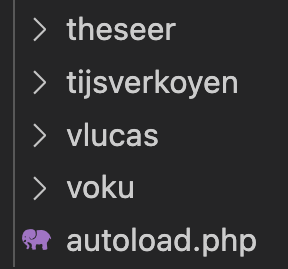 theseer
tijsverkoyen
vlucas
voku
autoload.php